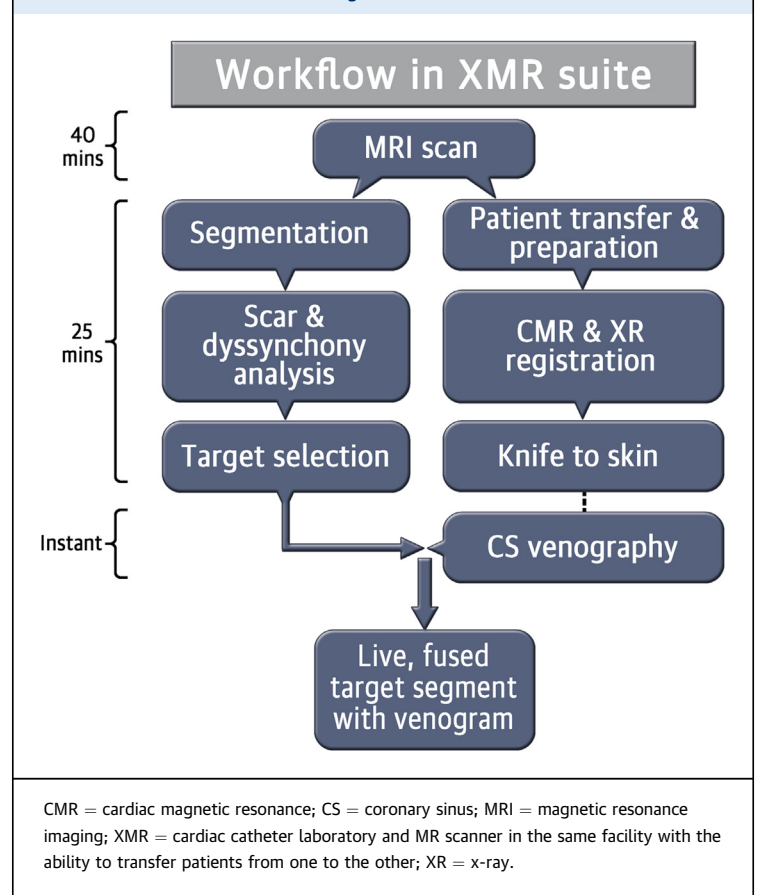 Workflow in XMR suite
40
mins
MRI scan
Segmentation
Patient transfer &
preparation
25
mins
Scar &
dyssynchony
analysis
CMR & XR
registration
Target selection
Knife to skin
Instant
CS venography
Live, fused
target segment
with venogram
CMR = cardiac magnetic resonance; CS = coronary sinus; MRI = magnetic resonance
imaging; XMR = cardiac catheter laboratory and MR scanner in the same facility with the
ability to transfer patients from one to the other; XR = x-ray.